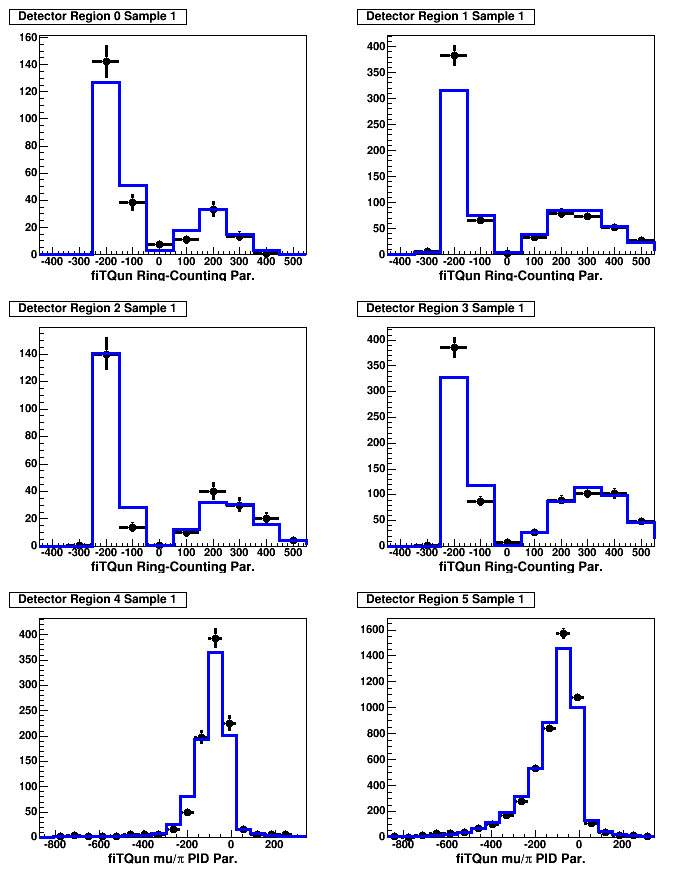 Detector Region 0 Sample 1
160
140
120
100
80
60
40
20
0
-400 -300 -200 -100 0 100 200 300 400 500
fiTQun Ring-Counting Par.
Detector Region 1 Sample 1
400
350
300
250
200
150
100
50
0
-400 -300 -200 -100 0 100 200 300 400 500
fiTQun Ring-Counting Par.
Detector Region 2 Sample 1
140
120
100
80
60
40
20
0
-400 -300 -200 -100 0 100 200 300 400 500
fiTQun Ring-Counting Par.
Detector Region 3 Sample 1
400
350
300
250
200
150
100
50
0
-400 -300 -200 -100 0 100 200 300 400 500
fiTQun Ring-Counting Par.
Detector Region 4 Sample 1
400
350
300
250
200
150
100
50
0
-800 -600 -400 -200 0 200
fiTQun mu/π PID Par.
Detector Region 5 Sample 1
1600
1400
1200
1000
800
600
400
200
0
-800 -600 -400 -200 0 200
fiTQun mu/π PID Par.